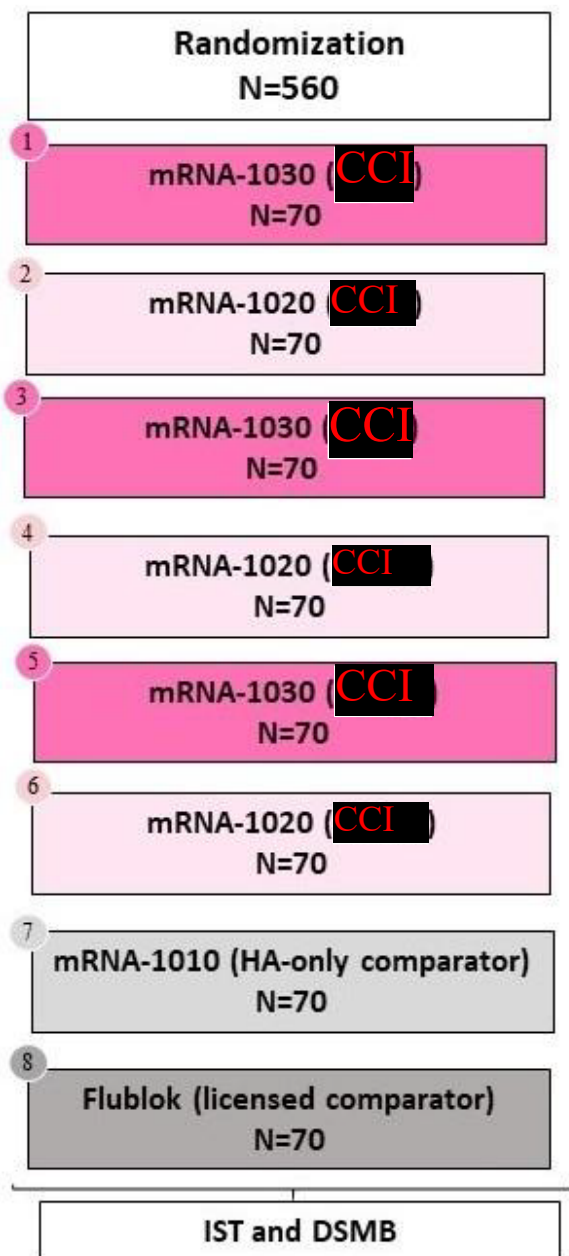 Randomization
N=560
1
mRNA-1030 (CCI)
N=70
2
mRNA-1020 (CCI)
N=70
3
mRNA-1030 (CCI)
N=70
4
mRNA-1020 (CCI)
N=70
5
mRNA-1030 (CCI)
N=70
6
mRNA-1020 (CCI)
N=70
7
mRNA-1010 (HA-only comparator)
N=70
8
Flublok (licensed comparator)
N=70
IST and DSMB